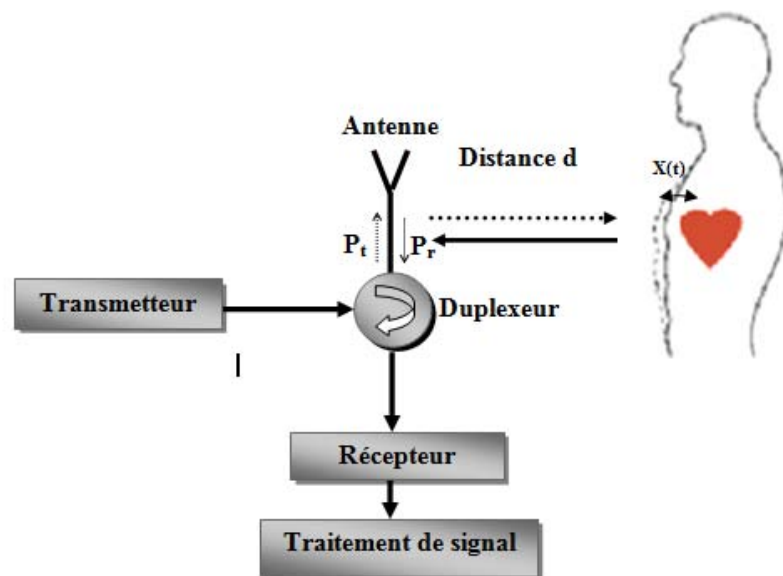 Antenne
Distance d
X(t)
Pt
Pr
Transmetteur
Duplexeur
Récepteur
Traitement de signal